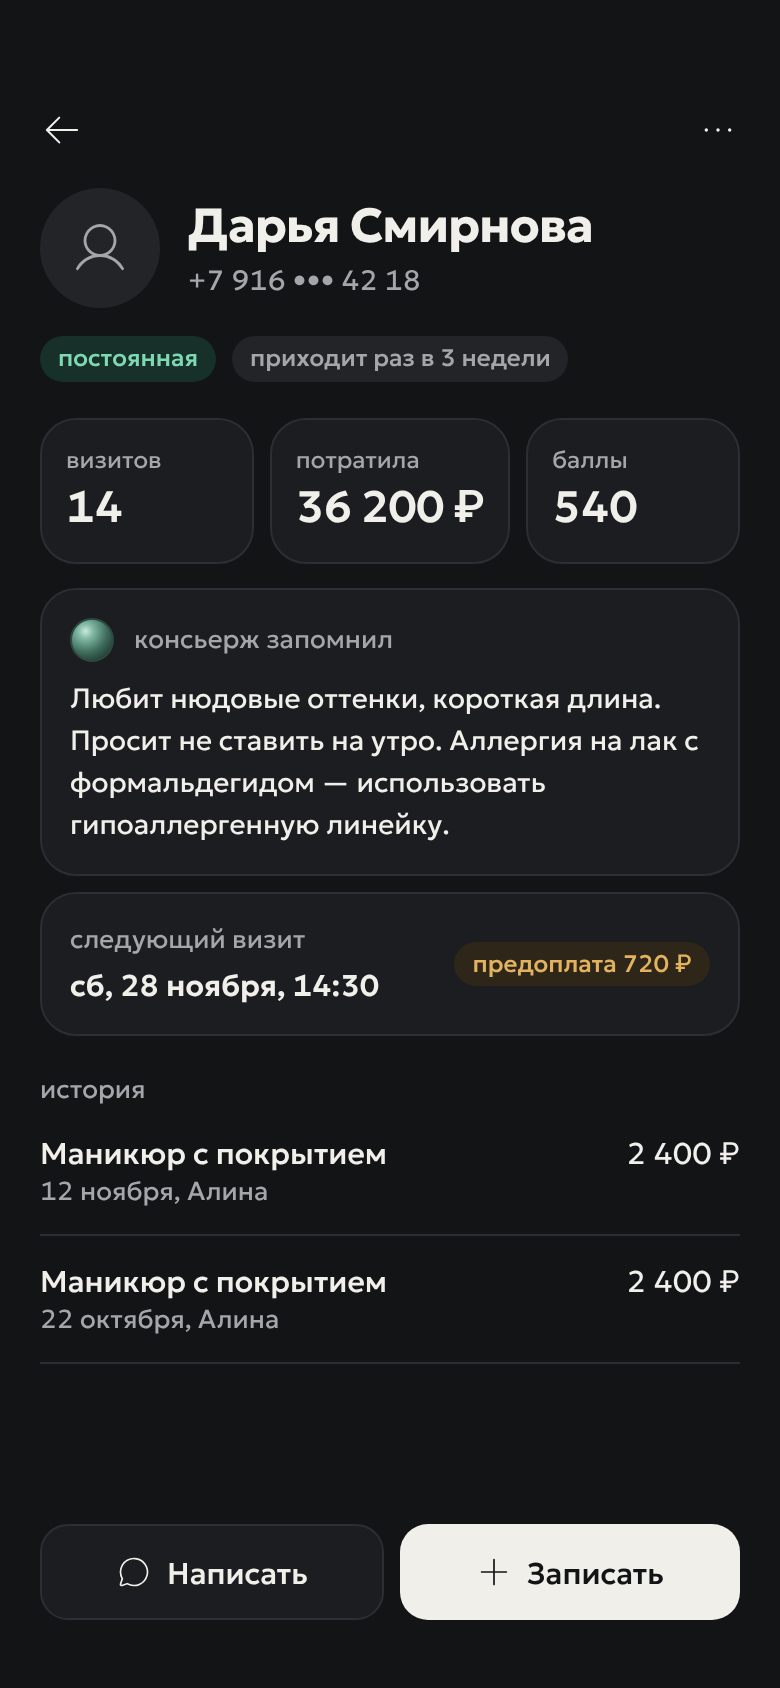 Дарья Смирнова
+7 916 ••• 42 18
постоянная
приходит раз в 3 недели
визитов
14
потратила
36 200 ₽
баллы
540
консьерж запомнил
Любит нюдовые оттенки, короткая длина.
Просит не ставить на утро. Аллергия на лак с
формальдегидом — использовать
гипоаллергенную линейку.
следующий визит
сб, 28 ноября, 14:30
предоплата 720 ₽
история
Маникюр с покрытием
2 400 ₽
12 ноября, Алина
Маникюр с покрытием
2 400 ₽
22 октября, Алина
Написать
Записать